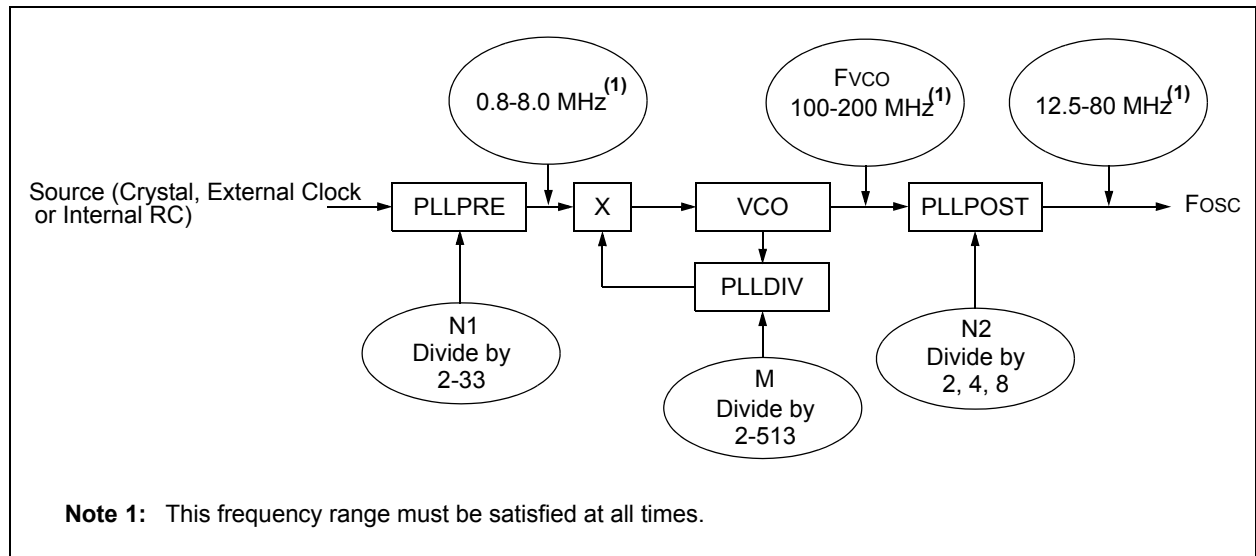 0.8-8.0 MHz(1)
FVCO
100-200 MHz(1)
12.5-80 MHz(1)
Source (Crystal, External Clock
or Internal RC)
PLLPRE
X
VCO
PLLPOST
FOSC
PLLDIV
N1
Divide by
2-33
M
Divide by
2-513
N2
Divide by
2, 4, 8
Note 1: This frequency range must be satisfied at all times.